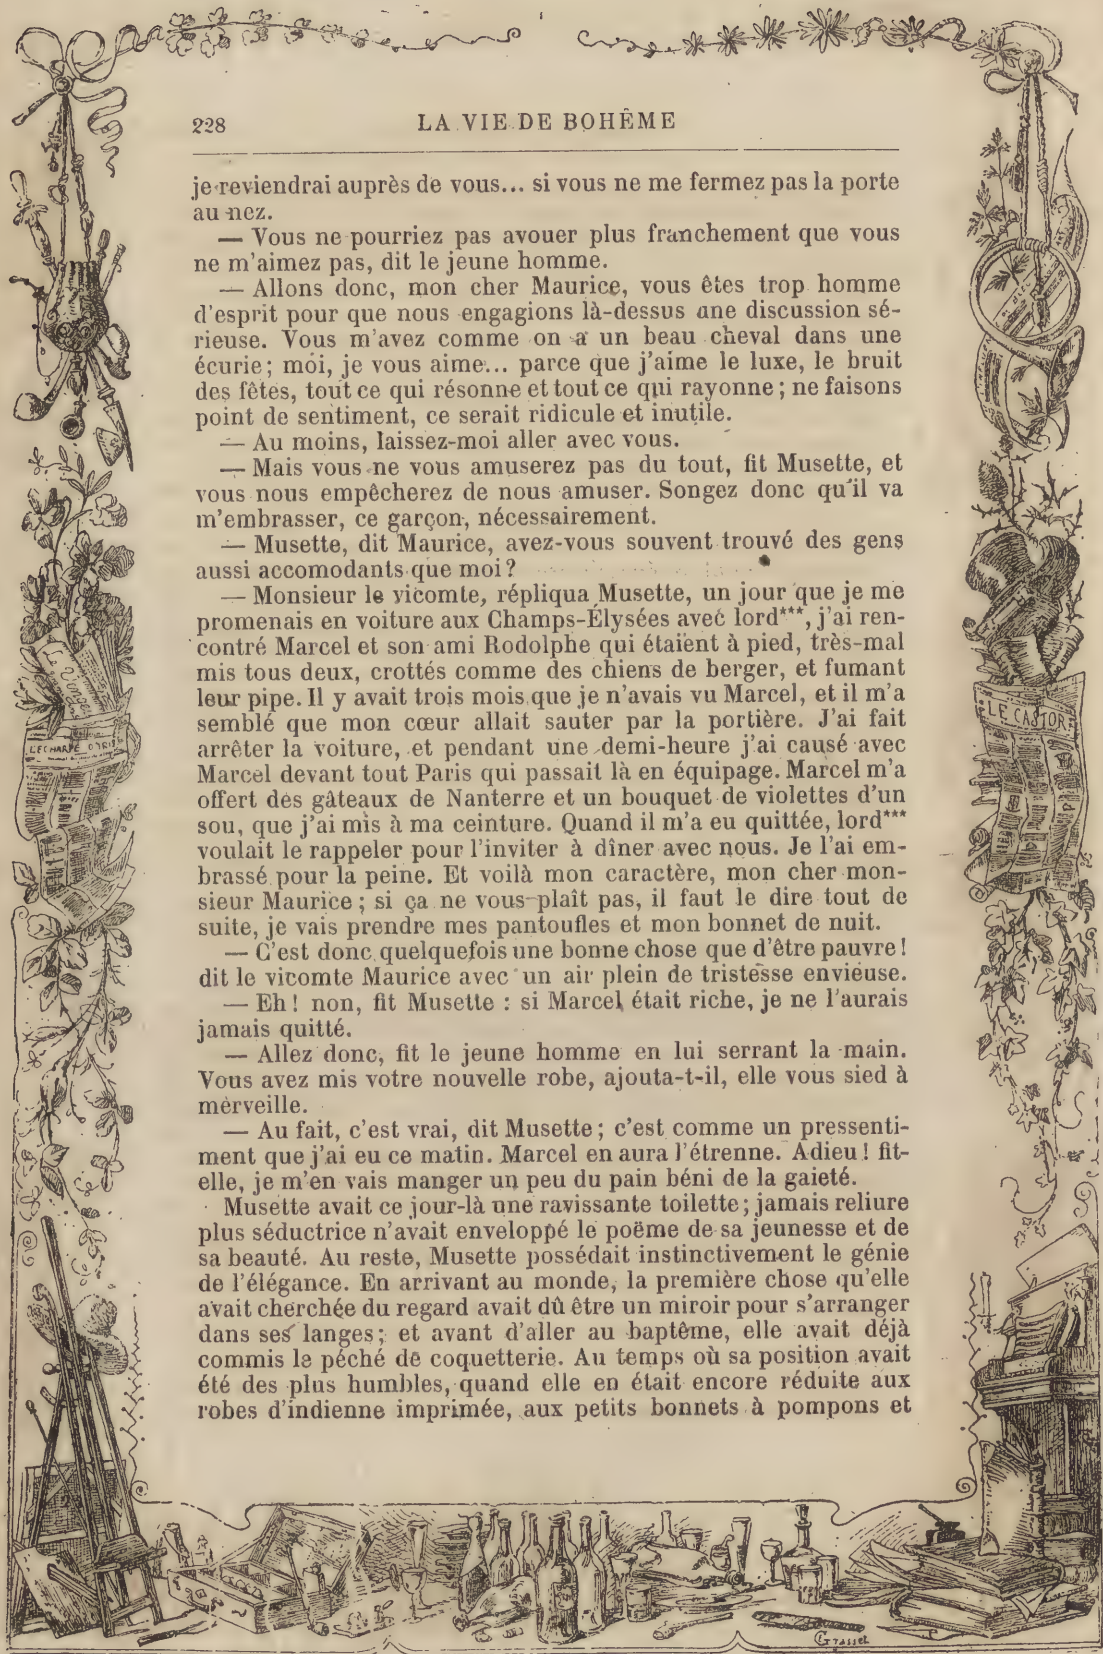 228
LA VIE DE BOHÊME
je reviendrai auprès de vous... si vous ne me fermez pas la porte
au nez.
— Vous ne pourriez pas avouer plus franchement que vous
ne m'aimez pas, dit le jeune homme.
— Allons donc, mon cher Maurice, vous êtes trop homme
d'esprit pour que nous engagions là-dessus une discussion sé-
rieuse. Vous m'avez comme on a un beau cheval dans une
écurie ; moi, je vous aime... parce que j'aime le luxe, le bruit
des fêtes, tout ce qui résonne et tout ce qui rayonne ; ne faisons
point de sentiment, ce serait ridicule et inutile.
— Au moins, laissez-moi aller avec vous.
— Mais vous ne vous amuserez pas du tout, fit Musette, et
vous nous empêcherez de nous amuser. Songez donc qu'il va
m'embrasser, ce garçon, nécessairement.
— Musette, dit Maurice, avez-vous souvent trouvé des gens
aussi accomodants que moi ?
— Monsieur le vicomte, répliqua Musette, un jour que je me
promenais en voiture aux Champs-Élysées avec lord***, j'ai ren-
contré Marcel et son ami Rodolphe qui étaient à pied, très-mal
mis tous deux, crottés comme des chiens de berger, et fumant
leur pipe. Il y avait trois mois que je n'avais vu Marcel, et il m'a
semblé que mon cœur allait sauter par la portière. J'ai fait
arrêter la voiture, et pendant une demi-heure j'ai causé avec
Marcel devant tout Paris qui passait là en équipage. Marcel m'a
offert des gâteaux de Nanterre et un bouquet de violettes d'un
sou, que j'ai mis à ma ceinture. Quand il m'a eu quittée, lord***
voulait le rappeler pour l'inviter à dîner avec nous. Je l'ai em-
brassé pour la peine. Et voilà mon caractère, mon cher mon-
sieur Maurice ; si ça ne vous plaît pas, il faut le dire tout de
suite, je vais prendre mes pantoufles et mon bonnet de nuit.
— C'est donc quelquefois une bonne chose que d'être pauvre !
dit le vicomte Maurice avec un air plein de tristesse envieuse.
— Eh ! non, fit Musette : si Marcel était riche, je ne l'aurais
jamais quitté.
— Allez donc, fit le jeune homme en lui serrant la main.
Vous avez mis votre nouvelle robe, ajouta-t-il, elle vous sied à
merveille.
— Au fait, c'est vrai, dit Musette ; c'est comme un pressenti-
ment que j'ai eu ce matin. Marcel en aura l'étrenne. Adieu ! fit-
elle, je m'en vais manger un peu du pain béni de la gaieté.
Musette avait ce jour-là une ravissante toilette ; jamais reliure
plus séductrice n'avait enveloppé le poëme de sa jeunesse et de
sa beauté. Au reste, Musette possédait instinctivement le génie
de l'élégance. En arrivant au monde, la première chose qu'elle
avait cherchée du regard avait dû être un miroir pour s'arranger
dans ses langes ; et avant d'aller au baptême, elle avait déjà
commis le péché de coquetterie. Au temps où sa position avait
été des plus humbles, quand elle en était encore réduite aux
robes d'indienne imprimée, aux petits bonnets à pompons et
LE CASTOR
L'ECHARPE D'IRIS
Grasset